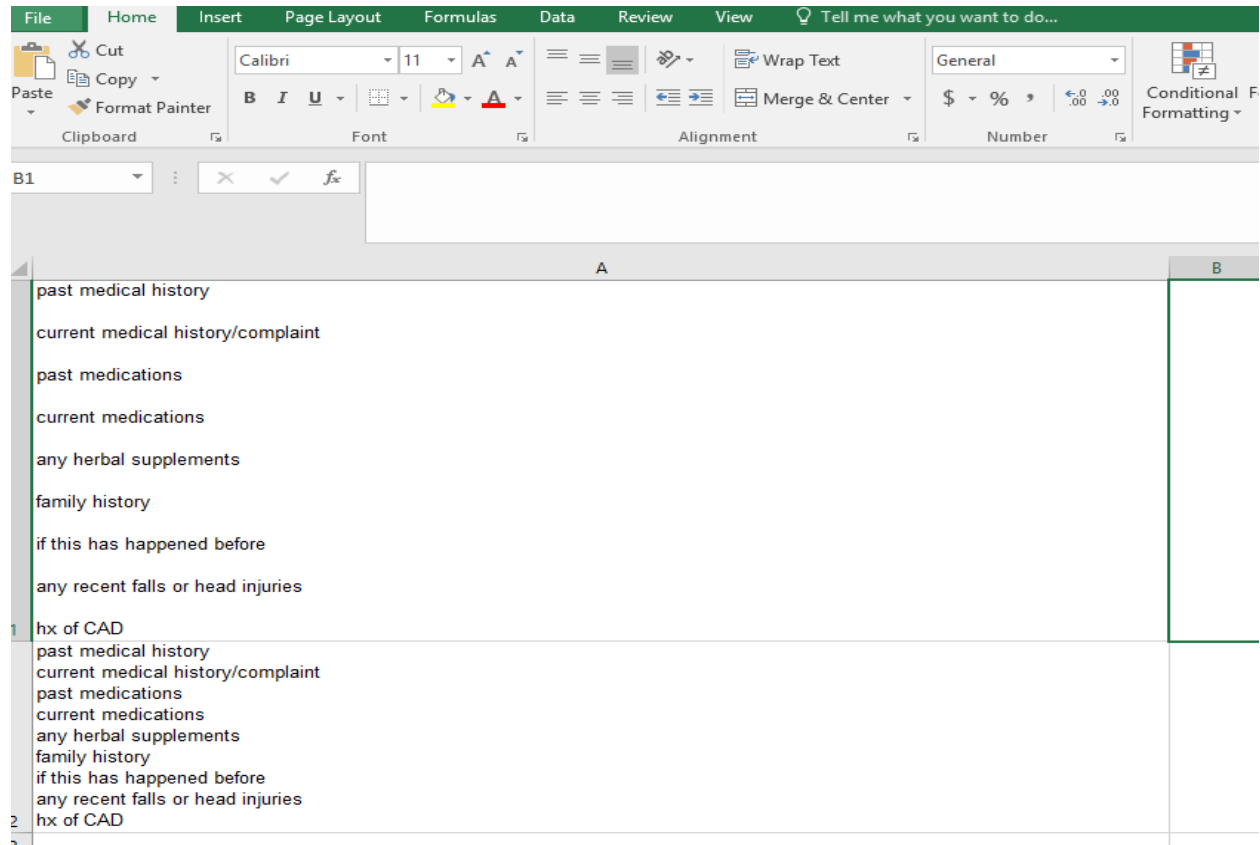 File Home Insert Page Layout Formulas Data Review View Tell me what you want to do...
Cut
Copy
Format Painter
Paste
Clipboard
Calibri 11 A A
B I U A
Font
Wrap Text
Merge & Center
Alignment
General
$ % , .0 .00 .00 .0
Number
Conditional F
Formatting
B1 fx
A B
past medical history
current medical history/complaint
past medications
current medications
any herbal supplements
family history
if this has happened before
any recent falls or head injuries
1 hx of CAD
past medical history
current medical history/complaint
past medications
current medications
any herbal supplements
family history
if this has happened before
any recent falls or head injuries
2 hx of CAD